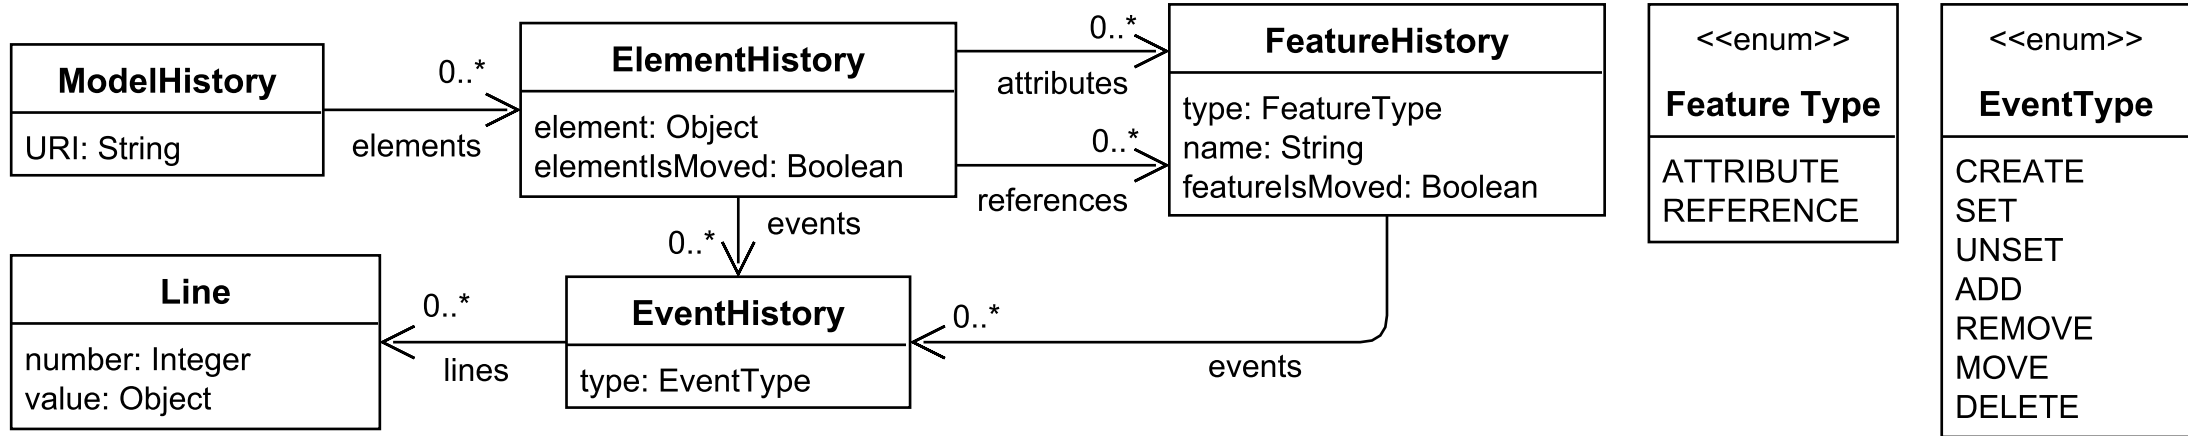 ModelHistory
URI: String
0..*
elements
ElementHistory
element: Object
elementIsMoved: Boolean
0..*
attributes
0..*
references
FeatureHistory
type: FeatureType
name: String
featureIsMoved: Boolean
<<enum>>
Feature Type
ATTRIBUTE
REFERENCE
<<enum>>
EventType
CREATE
SET
UNSET
ADD
REMOVE
MOVE
DELETE
events
0..*
Line
number: Integer
value: Object
0..*
lines
EventHistory
type: EventType
0..*
events